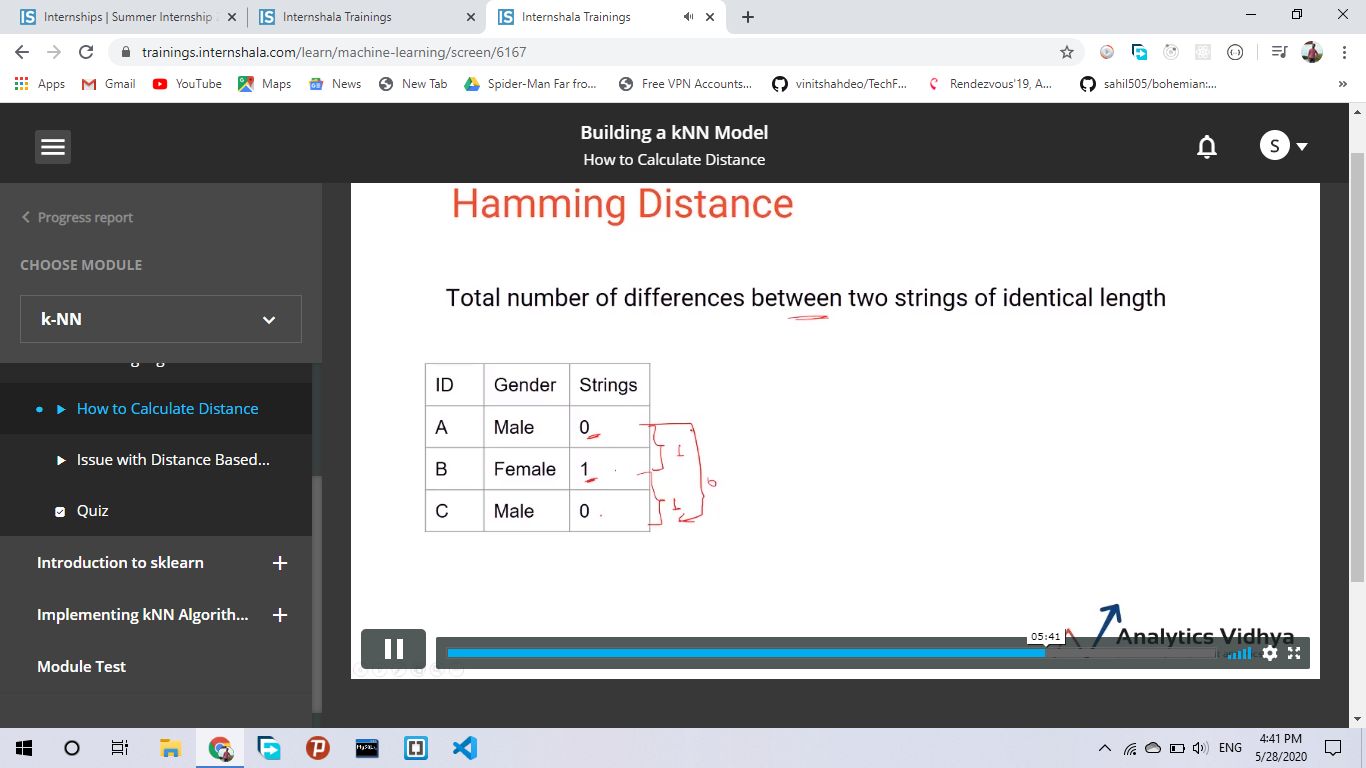 Internships | Summer Internship
Internshala Trainings
Internshala Trainings
trainings.internshala.com/learn/machine-learning/screen/6167
Apps
Gmail
YouTube
Maps
News
New Tab
Spider-Man Far fro...
Free VPN Accounts...
vinitshahdeo/TechF...
Rendezvous'19, A...
sahil505/bohemian:...
»
Building a kNN Model
How to Calculate Distance
S
Progress report
CHOOSE MODULE
k-NN
How to Calculate Distance
Issue with Distance Based...
Quiz
Introduction to sklearn +
Implementing kNN Algorith... +
Module Test
Hamming Distance
Total number of differences between two strings of identical length
ID Gender Strings
A Male 0
B Female 1
C Male 0
1
1
05:41
Analytics Vidhya
MySQL
ENG
4:41 PM
5/28/2020